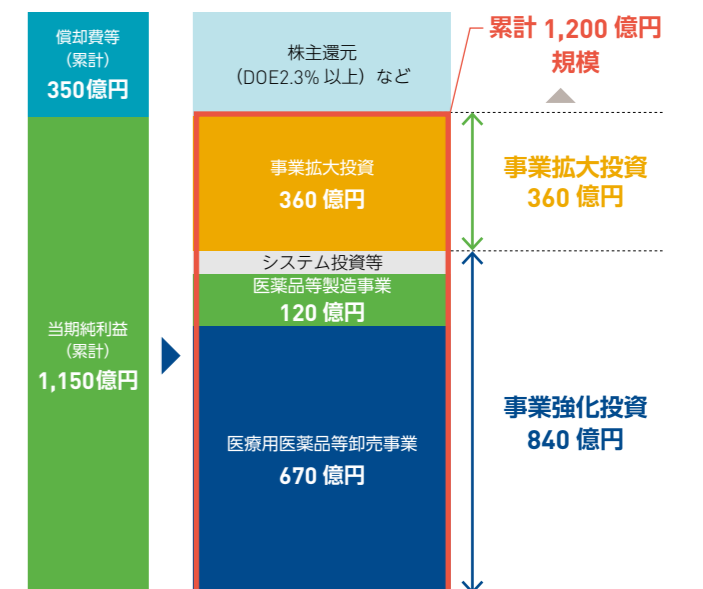 償却費等
（累計）
350億円
当期純利益
（累計）
1,150億円
株主還元
（DOE2.3% 以上）など
事業拡大投資
360 億円
システム投資等
医薬品等製造事業
120 億円
医療用医薬品等卸売事業
670 億円
累計 1,200 億円
規模
事業拡大投資
360 億円
事業強化投資
840 億円